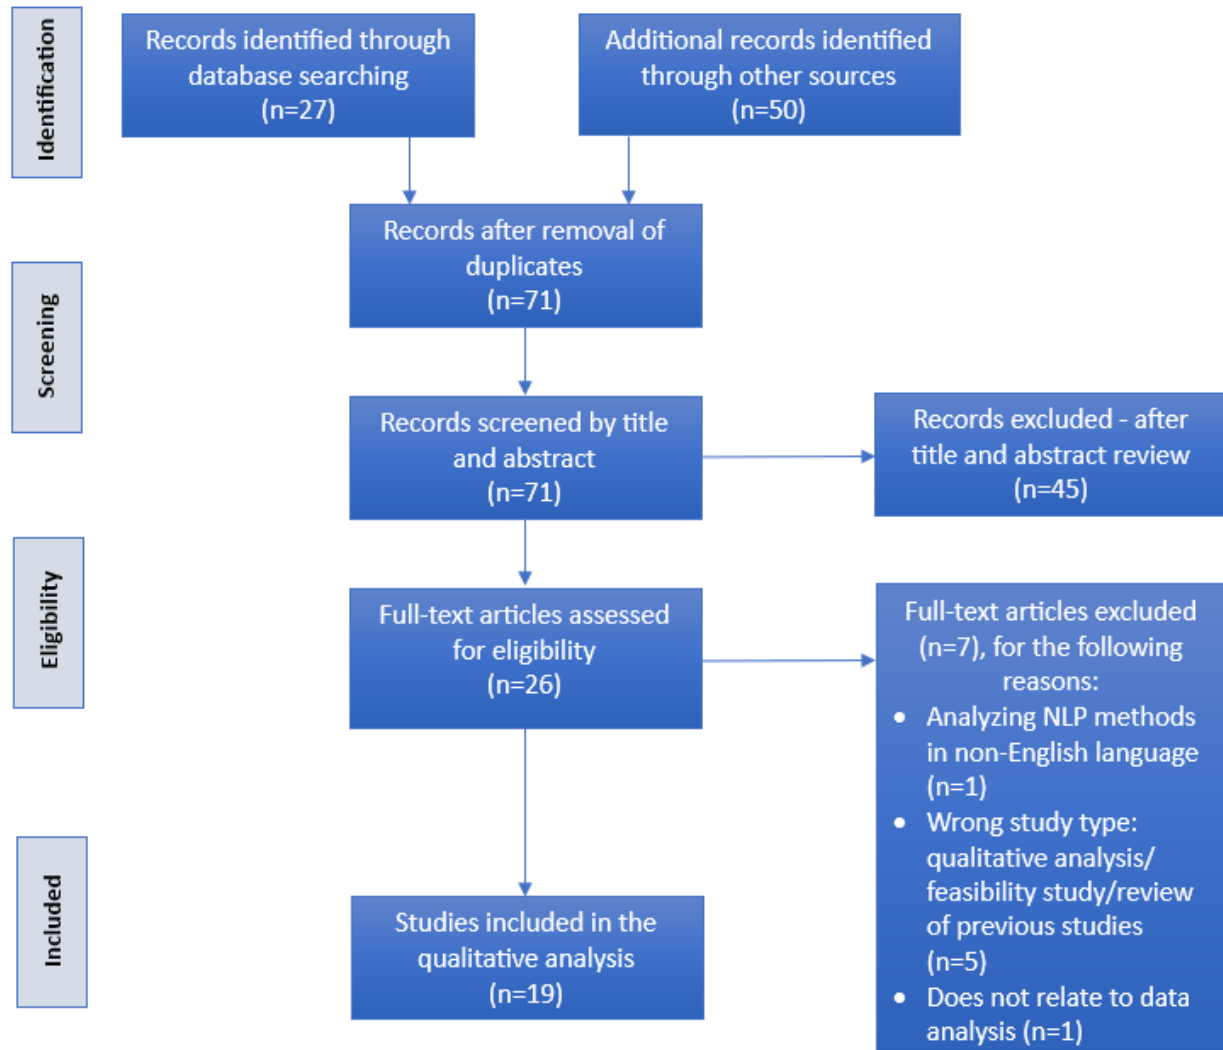 Identification
Records identified through
database searching
(n=27)
Additional records identified
through other sources
(n=50)
Records after removal of
duplicates
(n=71)
Screening
Records screened by title
and abstract
(n=71)
Records excluded - after
title and abstract review
(n=45)
Eligibility
Full-text articles assessed
for eligibility
(n=26)
Full-text articles excluded
(n=7), for the following
reasons:
• Analyzing NLP methods
in non-English language
(n=1)
• Wrong study type:
qualitative analysis/
feasibility study/review
of previous studies
(n=5)
• Does not relate to data
analysis (n=1)
Included
Studies included in the
qualitative analysis
(n=19)